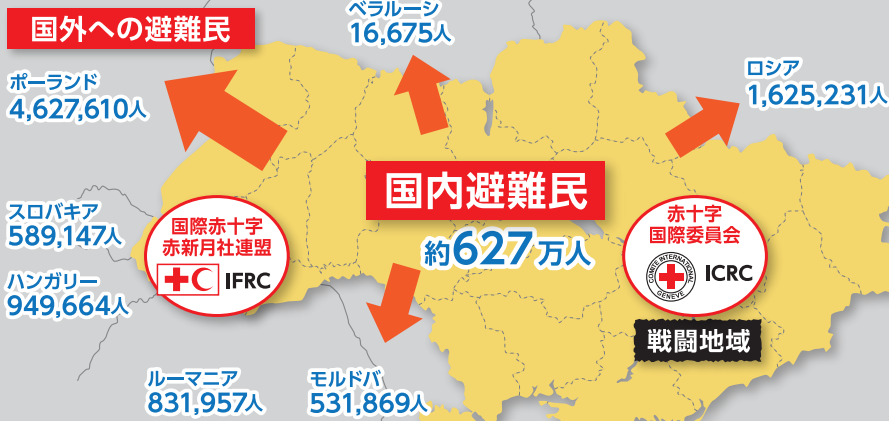 国外への避難民
ベラルーシ
16,675人
ポーランド
4,627,610人
ロシア
1,625,231人
国内避難民
約627万人
スロバキア
589,147人
ハンガリー
949,664人
国際赤十字
赤新月社連盟
IFRC
赤十字
国際委員会
COMITE INTERNATIONAL
GENEVE
ICRC
戦闘地域
ルーマニア
831,957人
モルドバ
531,869人